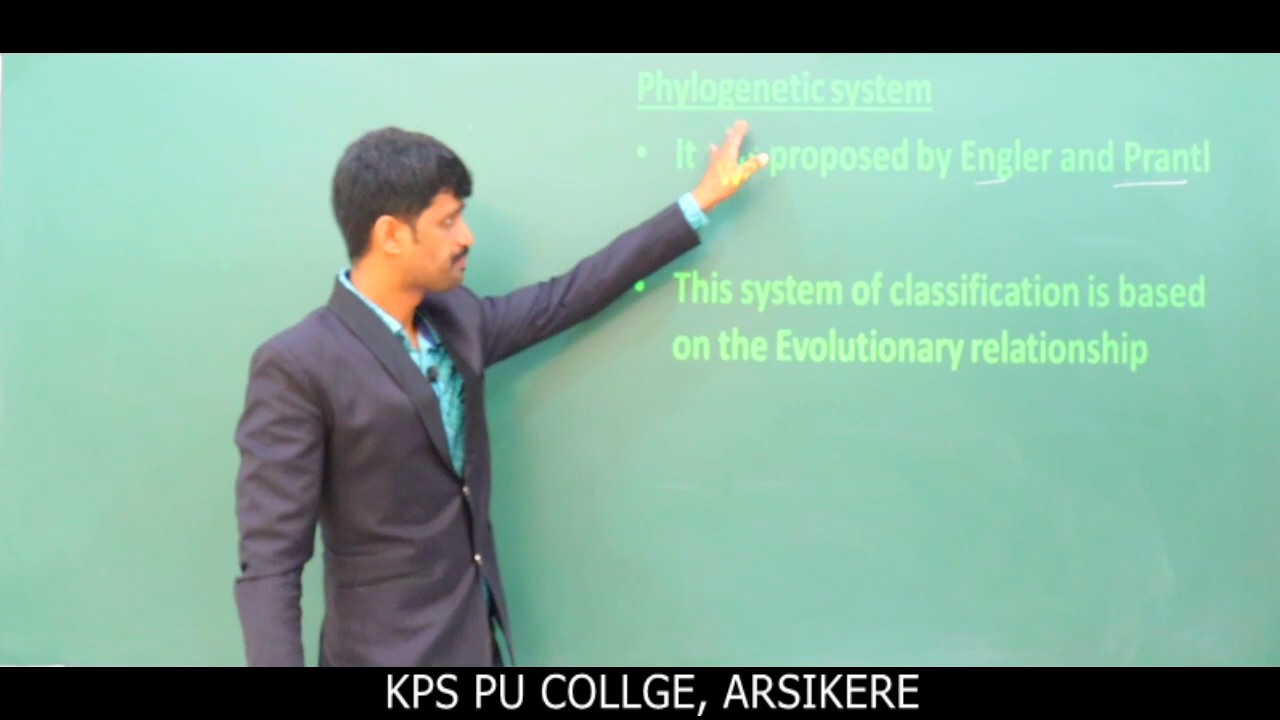 Phylogenetic system
• It proposed by Engler and Prantl
• This system of classification is based
on the Evolutionary relationship
KPS PU COLLGE, ARSIKERE